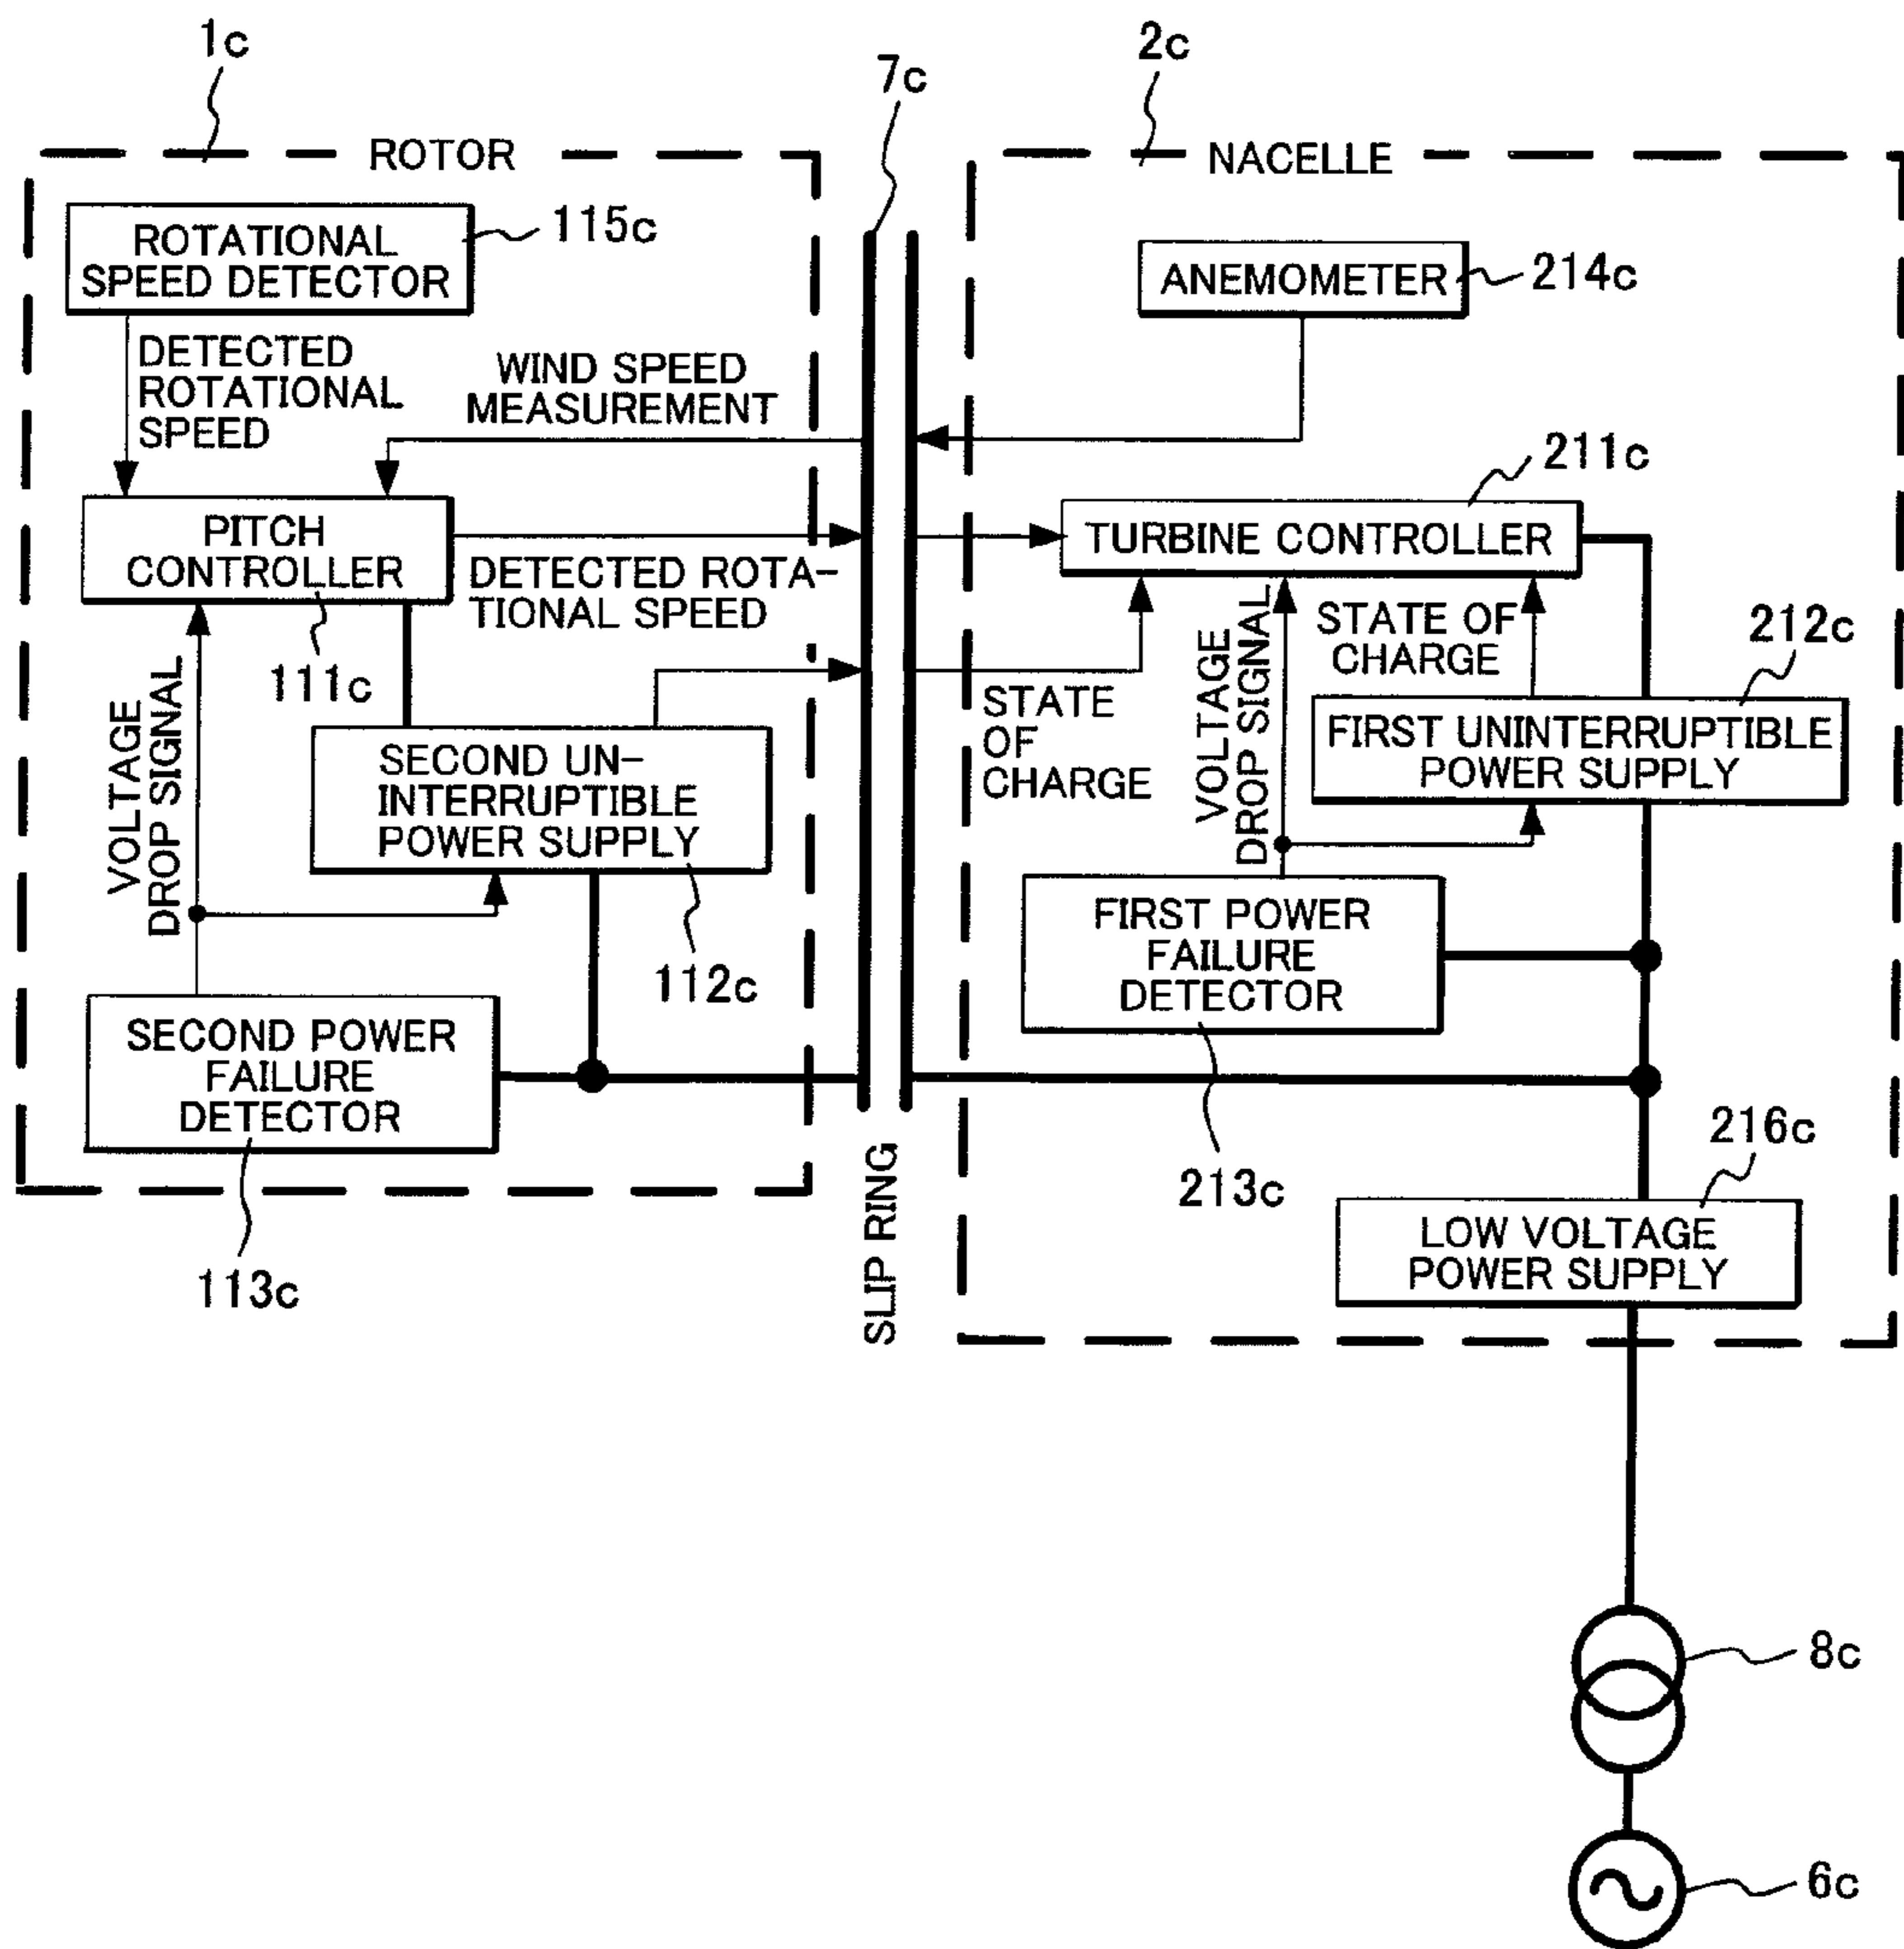 1c
2c
7c
ROTOR
NACELLE
ROTATIONAL
SPEED DETECTOR
115c
ANEMOMETER
214c
DETECTED
ROTATIONAL
SPEED
WIND SPEED
MEASUREMENT
211c
PITCH
CONTROLLER
TURBINE CONTROLLER
DETECTED ROTA-
TIONAL SPEED
111c
STATE OF
CHARGE
212c
VOLTAGE
DROP SIGNAL
VOLTAGE
DROP SIGNAL
STATE
OF
CHARGE
SECOND UN-
INTERRUPTIBLE
POWER SUPPLY
FIRST UNINTERRUPTIBLE
POWER SUPPLY
112c
FIRST POWER
FAILURE
DETECTOR
SECOND POWER
FAILURE
DETECTOR
113c
SLIP RING
213c
216c
LOW VOLTAGE
POWER SUPPLY
8c
6c